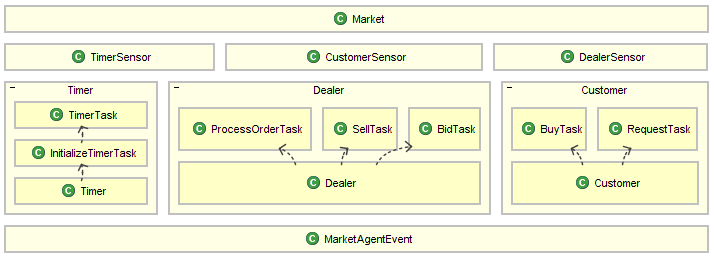 C Market
C TimerSensor
C CustomerSensor
C DealerSensor
Timer
Dealer
Customer
C TimerTask
C InitializeTimerTask
C Timer
C ProcessOrderTask
C SellTask
C BidTask
C Dealer
C BuyTask
C RequestTask
C Customer
C MarketAgentEvent